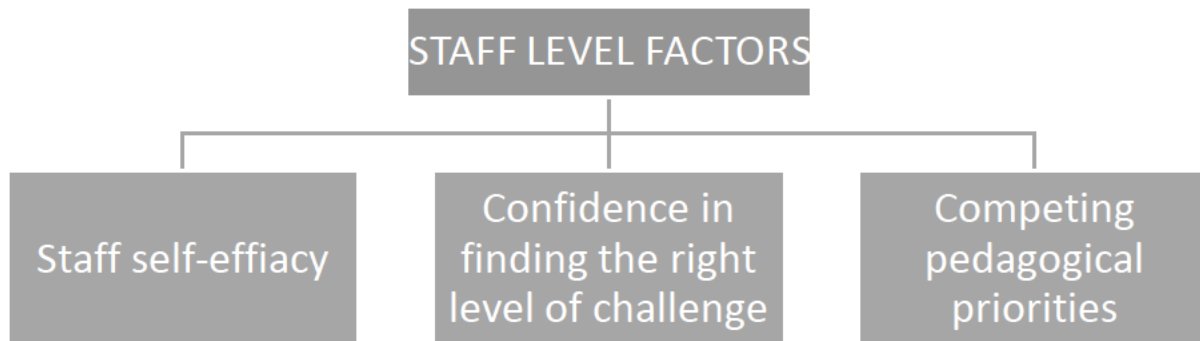 STAFF LEVEL FACTORS
Staff self-effiacy
Confidence in
finding the right
level of challenge
Competing
pedagogical
priorities